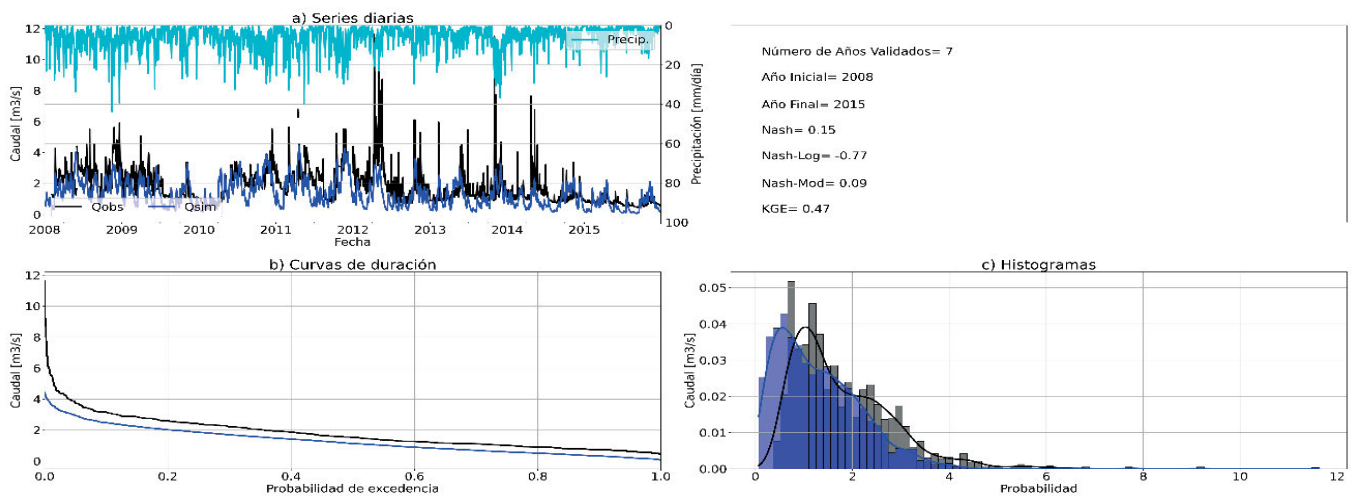 a) Series diarias
12
10
8
6
4
2
0
Caudal [m3/s]
Precip.
0
20
40
60
80
100
Precipitación [mm/día]
Qobs
Qsim
2008
2009
2010
2011
2012
2013
2014
2015
Fecha
Número de Años Validados= 7
Año Inicial= 2008
Año Final= 2015
Nash= 0.15
Nash-Log= -0.77
Nash-Mod= 0.09
KGE= 0.47
b) Curvas de duración
12
10
8
6
4
2
0
Caudal [m3/s]
0.0
0.2
0.4
0.6
0.8
1.0
Probabilidad de excedencia
c) Histogramas
0.05
0.04
0.03
0.02
0.01
0.00
Caudal [m3/s]
0
2
4
6
8
10
12
Probabilidad